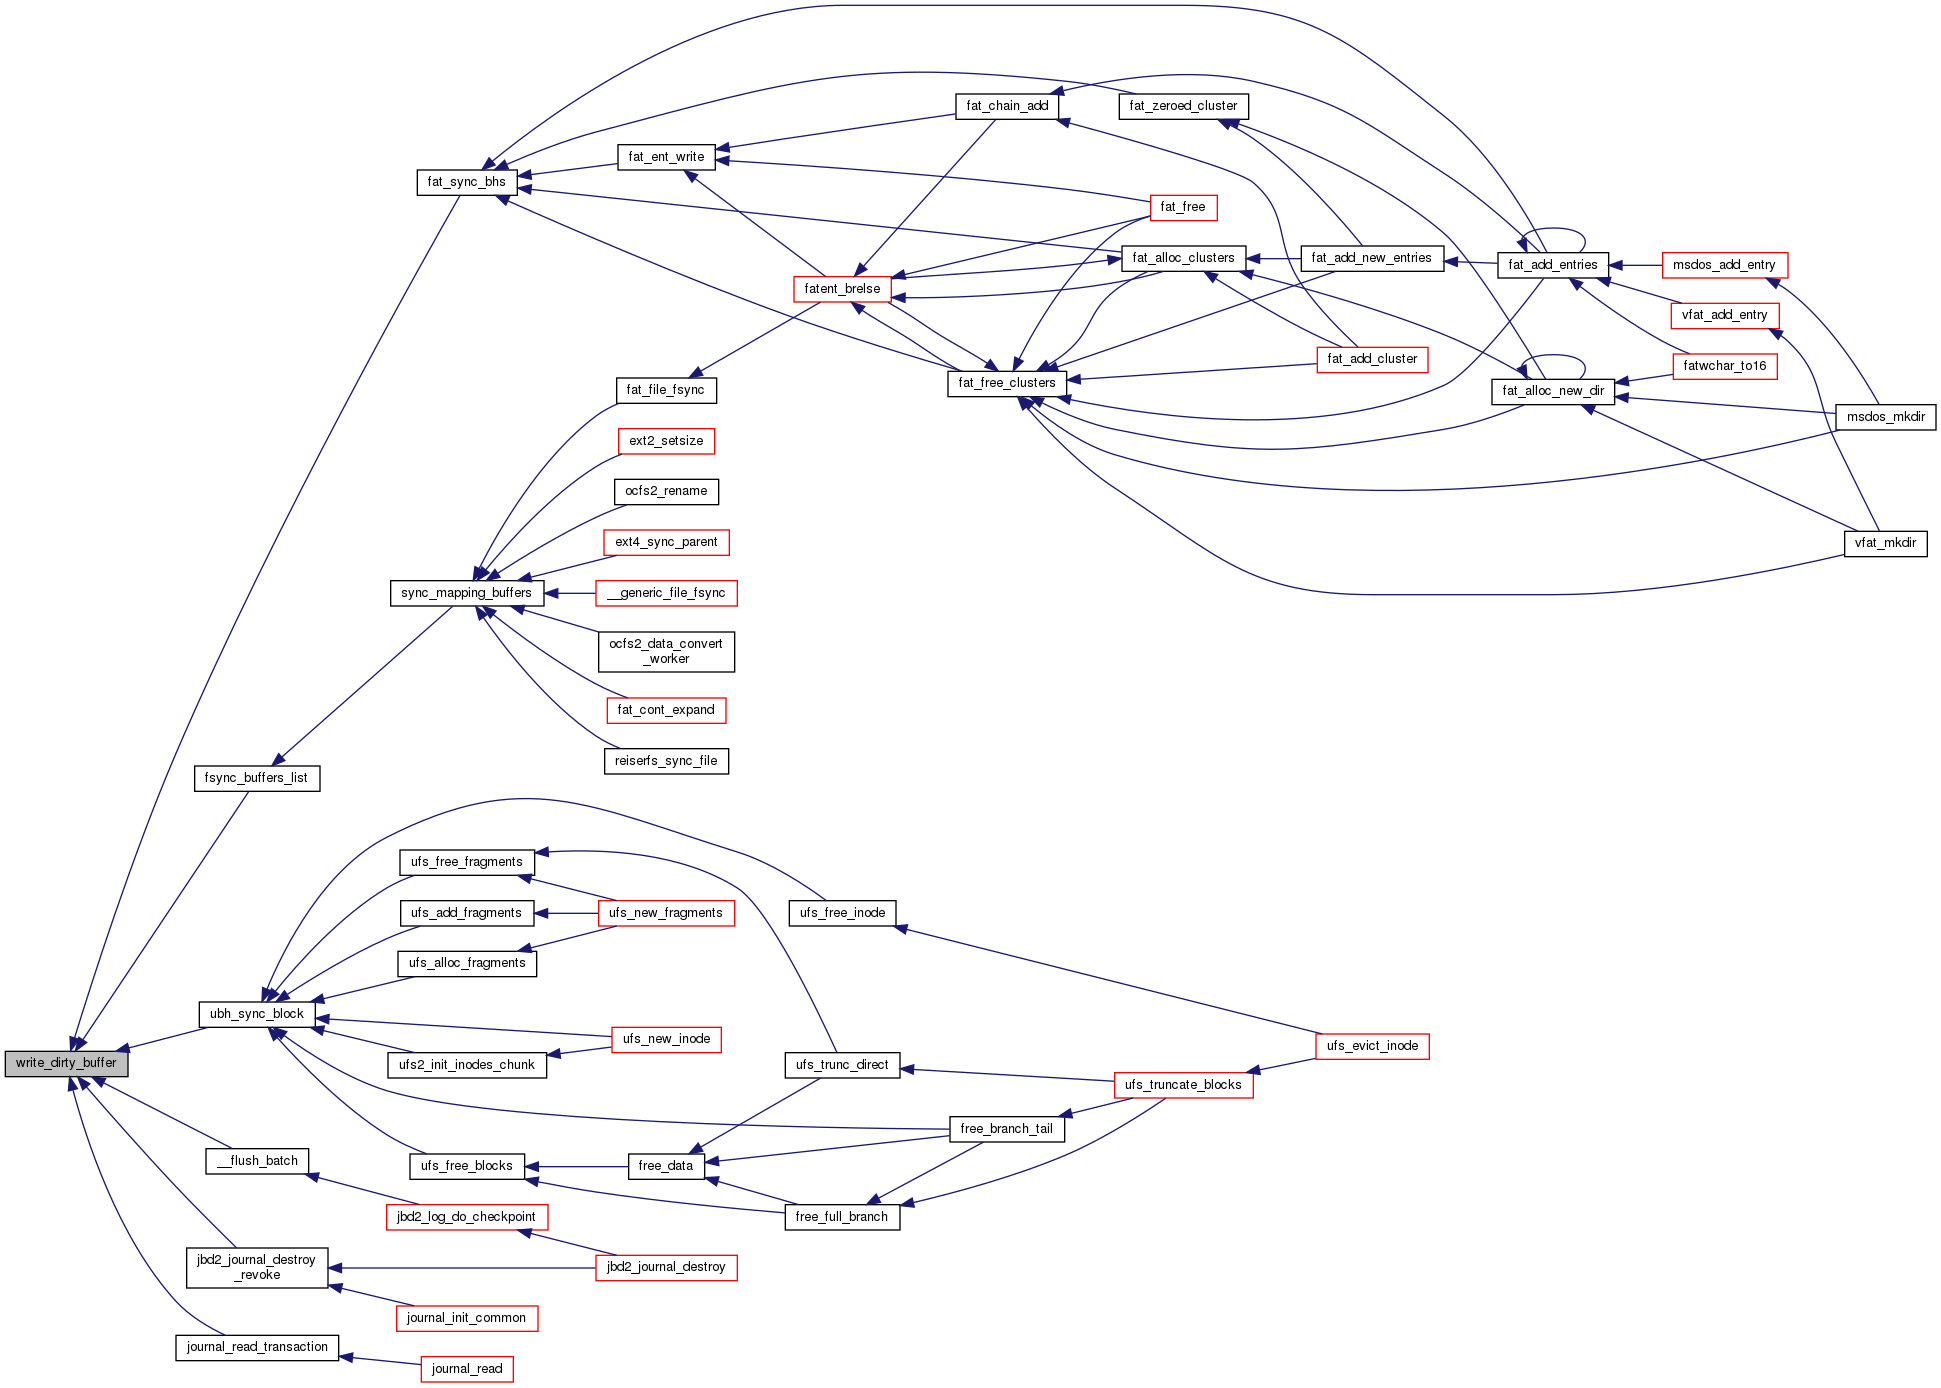 fat_chain_add
fat_zeroed_cluster
fat_ent_write
fat_sync_bhs
fat_free
fat_alloc_clusters
fat_add_new_entries
fat_add_entries
msdos_add_entry
fatent_brelse
vfat_add_entry
fat_add_cluster
fatwchar_to16
fat_file_fsync
fat_free_clusters
fat_alloc_new_dir
msdos_mkdir
ext2_setsize
ocfs2_rename
ext4_sync_parent
vfat_mkdir
sync_mapping_buffers
__generic_file_fsync
ocfs2_data_convert
_worker
fat_cont_expand
reiserfs_sync_file
fsync_buffers_list
ufs_free_fragments
ufs_add_fragments
ufs_new_fragments
ufs_free_inode
ufs_alloc_fragments
ubh_sync_block
ufs_new_inode
ufs_evict_inode
write_dirty_buffer
ufs2_init_inodes_chunk
ufs_trunc_direct
ufs_truncate_blocks
free_branch_tail
__flush_batch
ufs_free_blocks
free_data
jbd2_log_do_checkpoint
free_full_branch
jbd2_journal_destroy
_revoke
jbd2_journal_destroy
journal_init_common
journal_read_transaction
journal_read